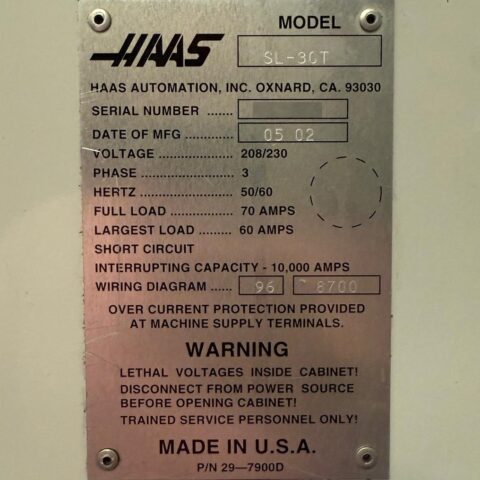 MODEL
HAAS SL-30T
HAAS AUTOMATION, INC. OXNARD, CA. 93030
SERIAL NUMBER ......
DATE OF MFG ............ 05 02
VOLTAGE .................. 208/230
PHASE ...................... 3
HERTZ ...................... 50/60
FULL LOAD ................ 70 AMPS
LARGEST LOAD ......... 60 AMPS
SHORT CIRCUIT
INTERRUPTING CAPACITY - 10,000 AMPS
WIRING DIAGRAM ...... 96 8700
OVER CURRENT PROTECTION PROVIDED
AT MACHINE SUPPLY TERMINALS.
WARNING
LETHAL VOLTAGES INSIDE CABINET!
DISCONNECT FROM POWER SOURCE
BEFORE OPENING CABINET!
TRAINED SERVICE PERSONNEL ONLY!
MADE IN U.S.A.
P/N 29—7900D